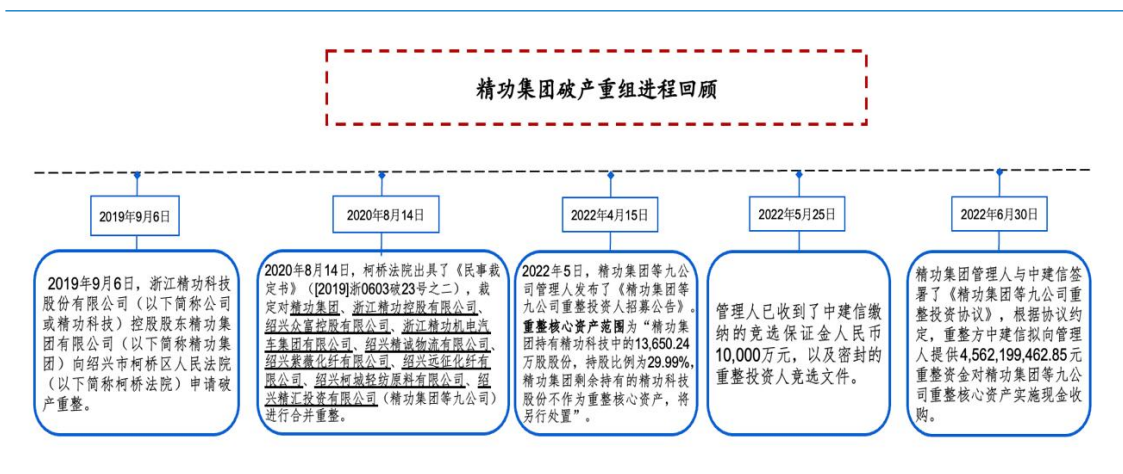 精功集团破产重组进程回顾
2019年9月6日
2019年9月6日，浙江精功科技
股份有限公司（以下简称公司
或精功科技）控股股东精功集
团有限公司（以下简称精功集
团）向绍兴市柯桥区人民法院
（以下简称柯桥法院）申请破
产重整。
2020年8月14日
2020年8月14日，柯桥法院出具了《民事裁
定书》（[2019]浙0603破23号之二），裁
定对精功集团、浙江精功控股有限公司、
绍兴众富控股有限公司、浙江精功机电汽
车集团有限公司、绍兴精诚物流有限公司、
绍兴紫薇化纤有限公司、绍兴远征化纤有
限公司、绍兴柯城轻纺原料有限公司、绍
兴精汇投资有限公司（精功集团等九公司）
进行合并重整。
2022年4月15日
2022年5月，精功集团等九公
司管理人发布了《精功集团等
九公司重整投资人招募公告》。
重整核心资产范围为“精功集
团持有精功科技中的13,650.24
万股股份，持股比例为29.99%，
精功集团剩余持有的精功科技
股份不作为重整核心资产，将
另行处置”。
2022年5月25日
管理人已收到了中建信缴
纳的竞选保证金人民币
10,000万元，以及密封的
重整投资人竞选文件。
2022年6月30日
精功集团管理人与中建信签
署了《精功集团等九公司重
整投资协议》，根据协议约
定，重整方中建信拟向管理
人提供4,562,199,462.85元
重整资金对精功集团等九公
司重整核心资产实施现金收
购。